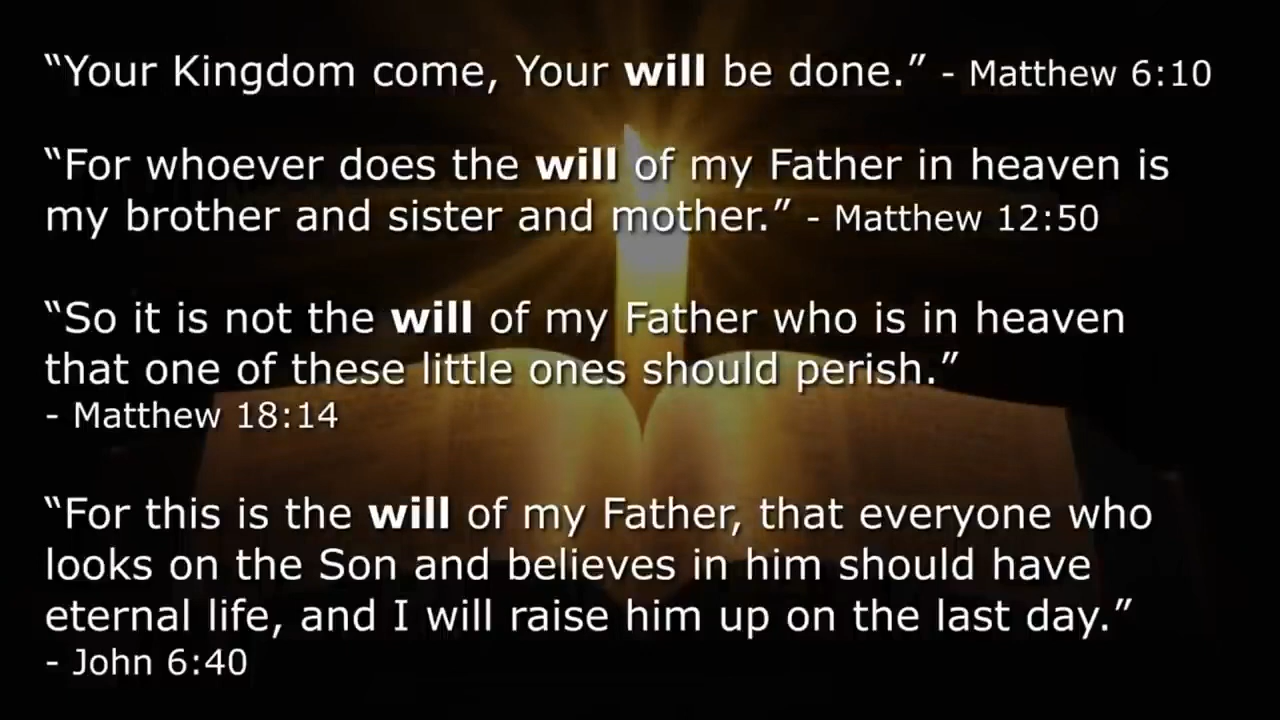 “Your Kingdom come, Your will be done.” - Matthew 6:10
“For whoever does the will of my Father in heaven is
my brother and sister and mother.” - Matthew 12:50
“So it is not the will of my Father who is in heaven
that one of these little ones should perish.”
- Matthew 18:14
“For this is the will of my Father, that everyone who
looks on the Son and believes in him should have
eternal life, and I will raise him up on the last day.”
- John 6:40